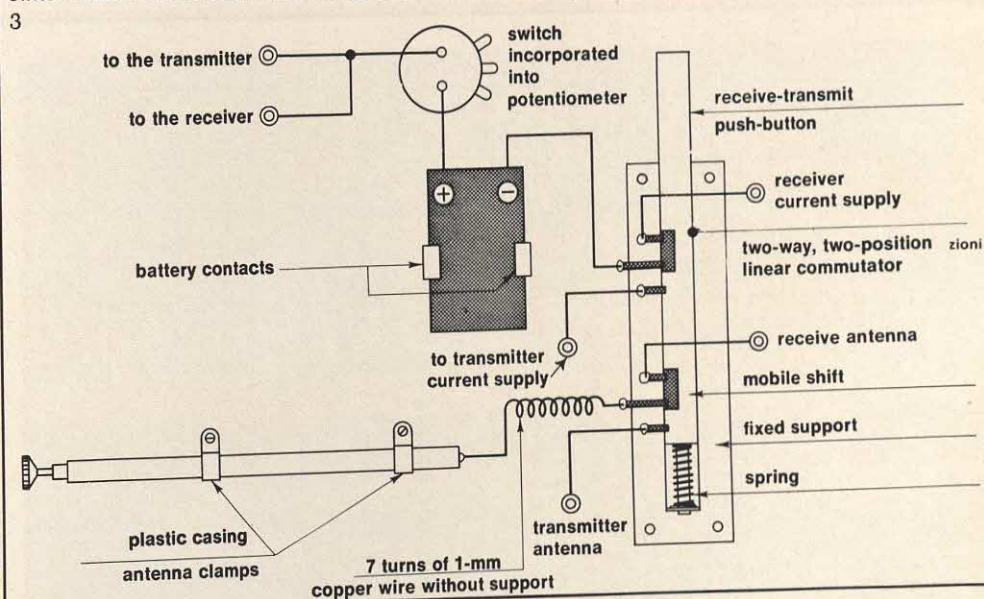 3
to the transmitter
to the receiver
switch
incorporated
into
potentiometer
receive-transmit
push-button
+
−
receiver
current supply
battery contacts
two-way, two-position zioni
linear commutator
to transmitter
current supply
receive antenna
mobile shift
fixed support
spring
plastic casing
antenna clamps
transmitter
antenna
7 turns of 1-mm
copper wire without support